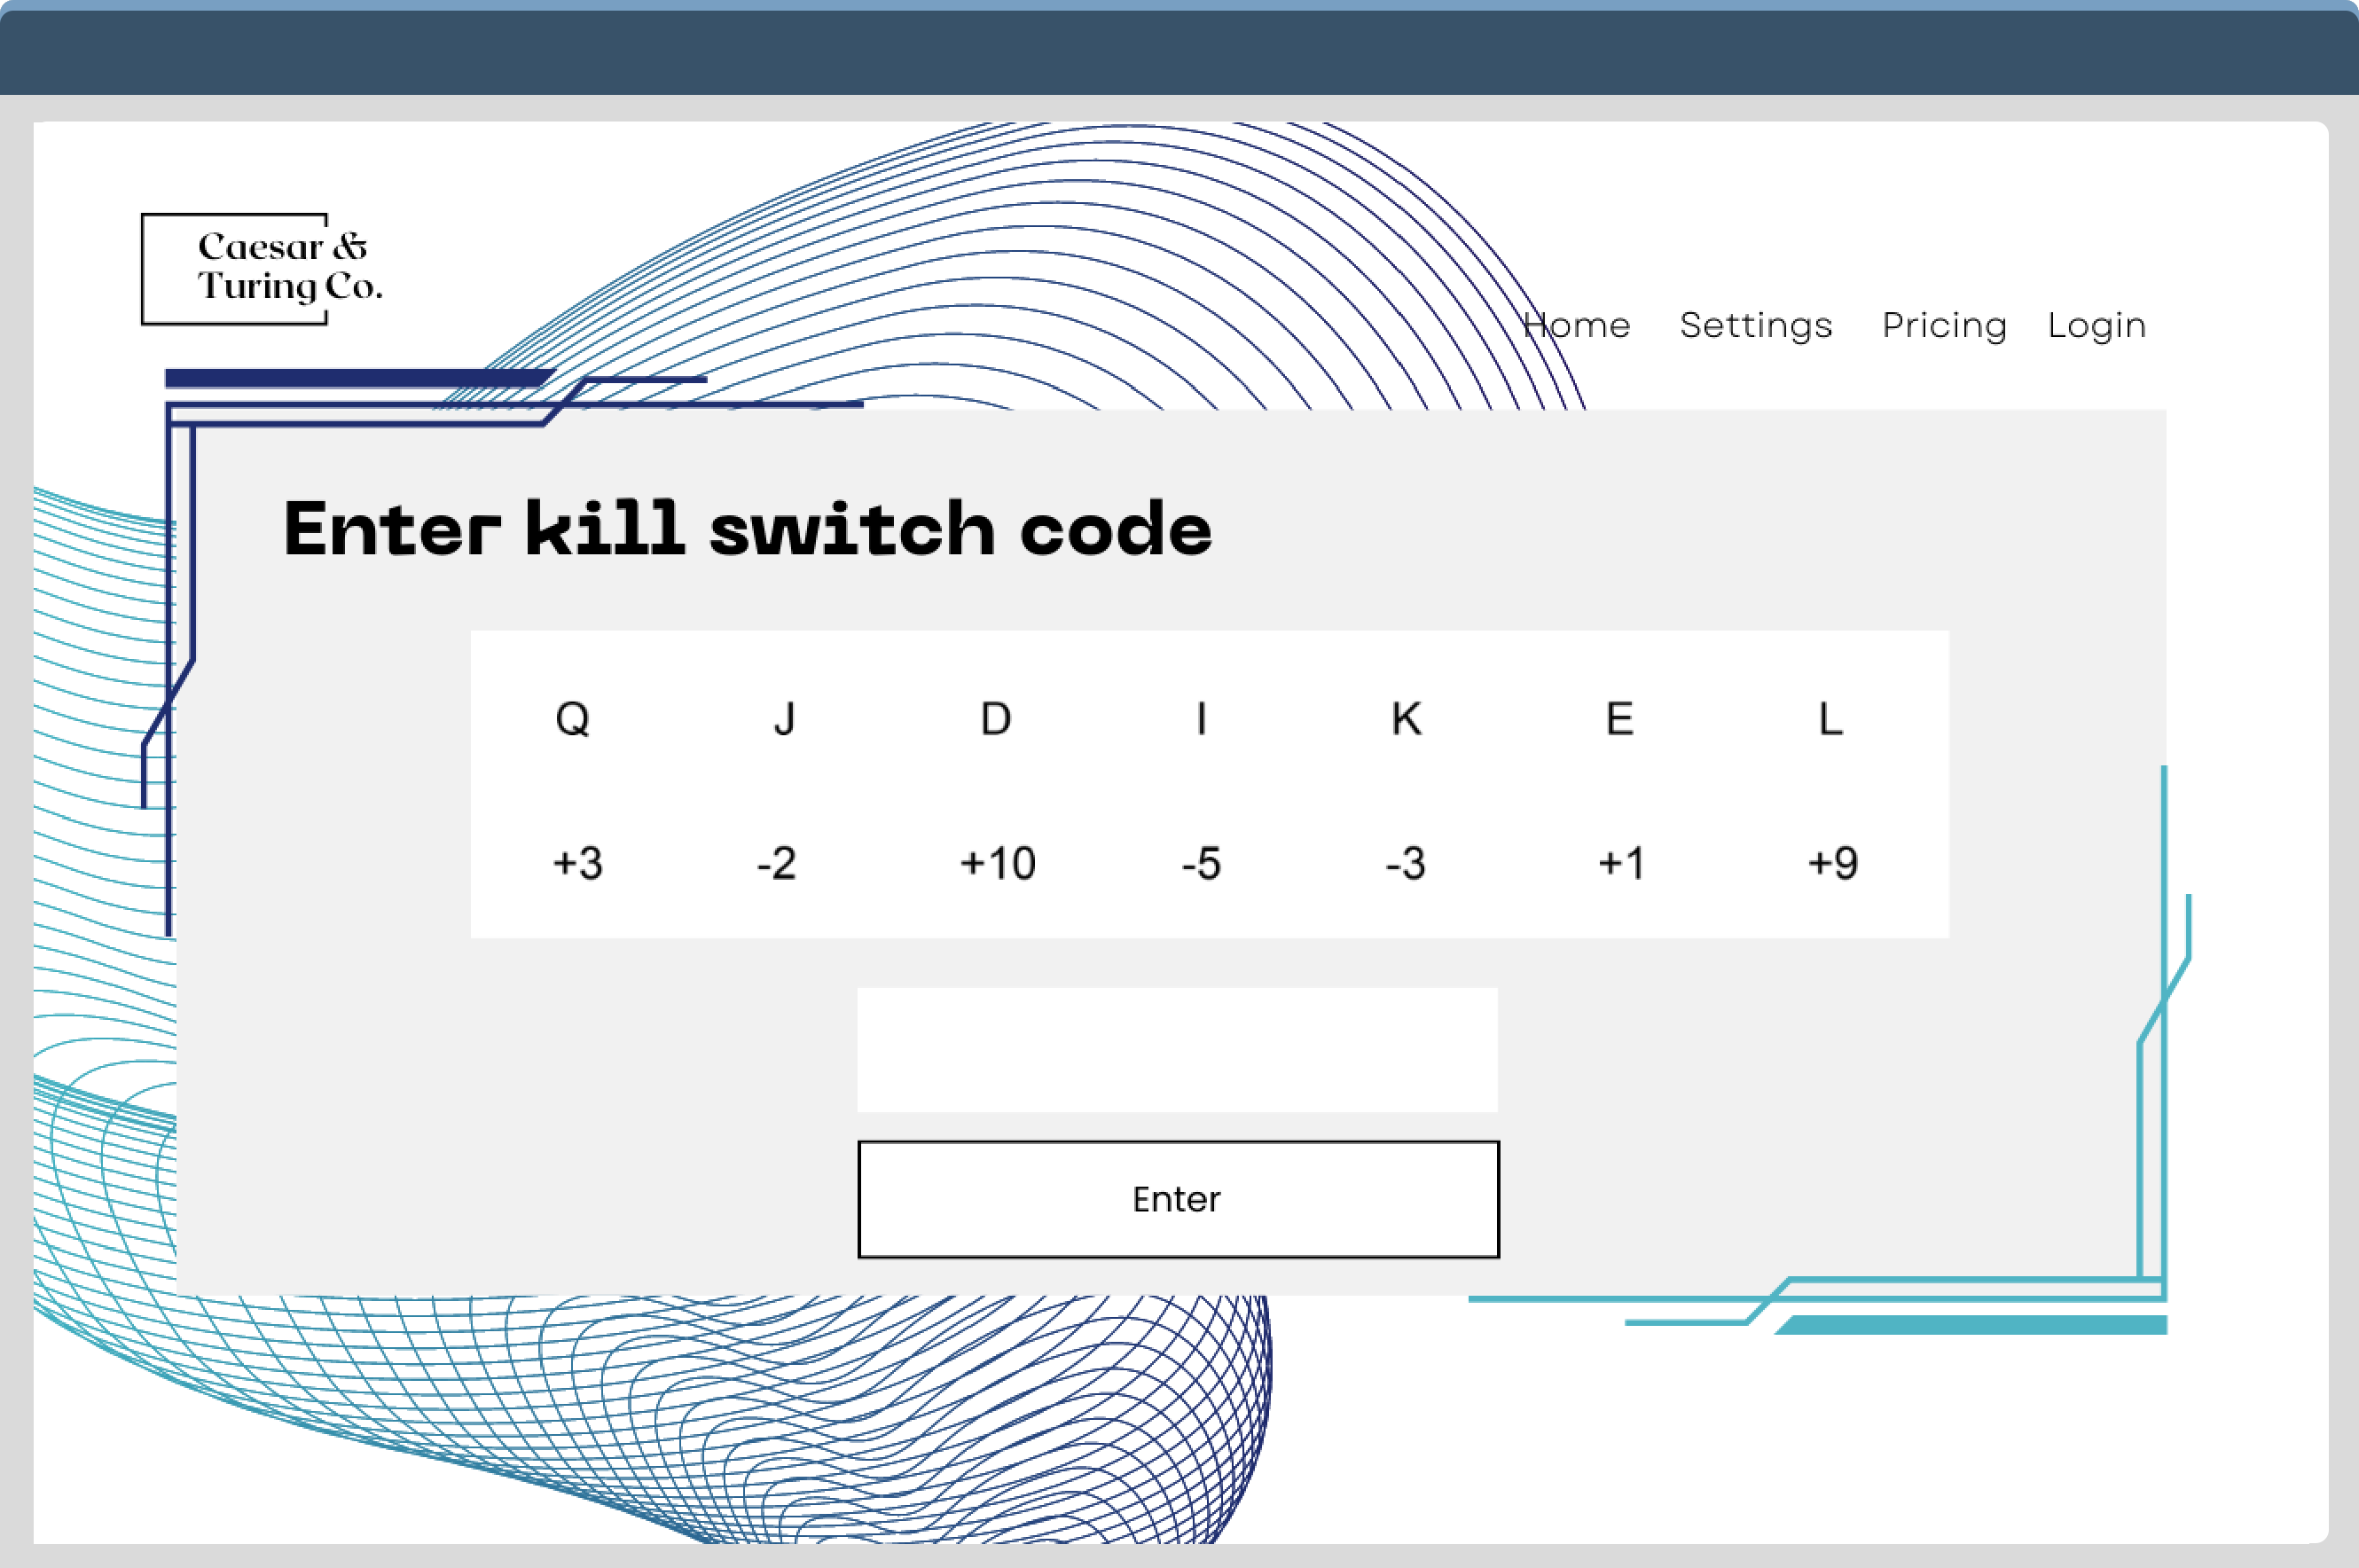 Caesar &
Turing Co.
Home Settings Pricing Login
Enter kill switch code
Q J D I K E L
+3 -2 +10 -5 -3 +1 +9
Enter